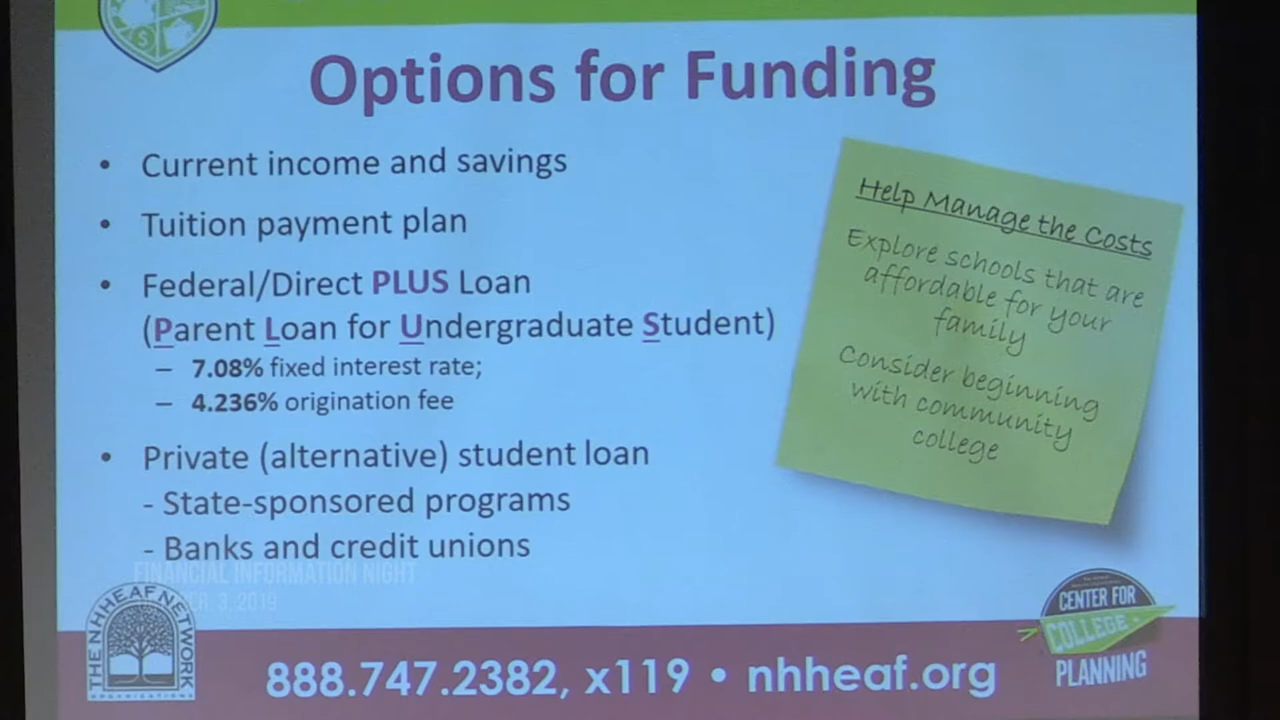 Options for Funding
• Current income and savings
• Tuition payment plan
• Federal/Direct PLUS Loan
(Parent Loan for Undergraduate Student)
– 7.08% fixed interest rate;
– 4.236% origination fee
• Private (alternative) student loan
- State-sponsored programs
- Banks and credit unions
Help Manage the Costs
Explore schools that are
affordable for your
family
Consider beginning
with community
college
FINANCIAL INFORMATION NIGHT
3, 2019
THE NHHEAF NETWORK
ORGANIZATIONS
888.747.2382, x119 • nhheaf.org
CENTER FOR
COLLEGE
PLANNING